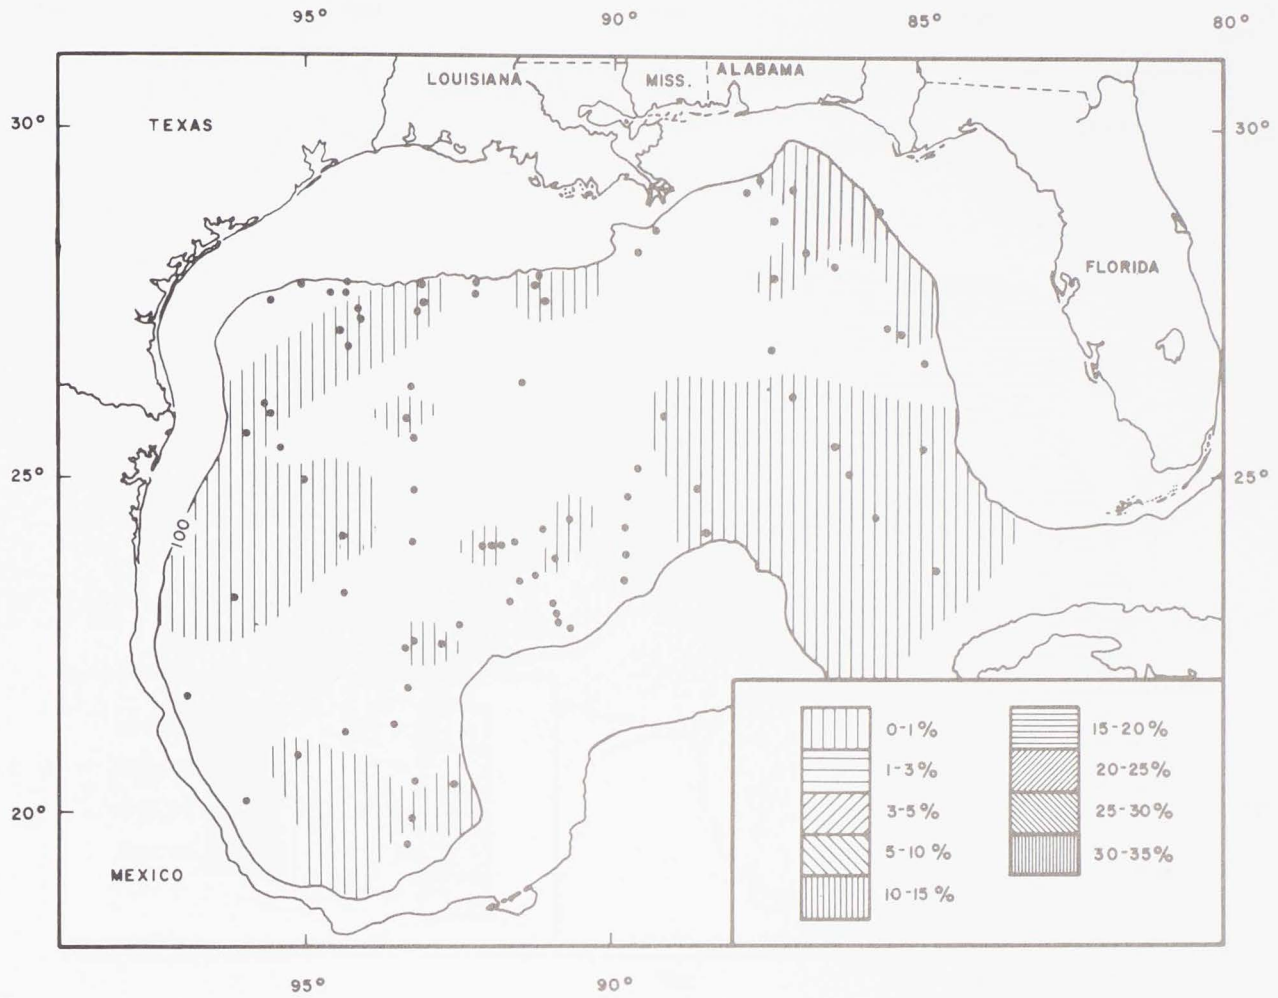 95° 90° 85° 80°
LOUISIANA MISS. ALABAMA
30° TEXAS 30°
FLORIDA
25° 25°
100
0-1% 15-20%
1-3% 20-25%
3-5% 25-30%
5-10% 30-35%
10-15%
20°
MEXICO
95° 90°